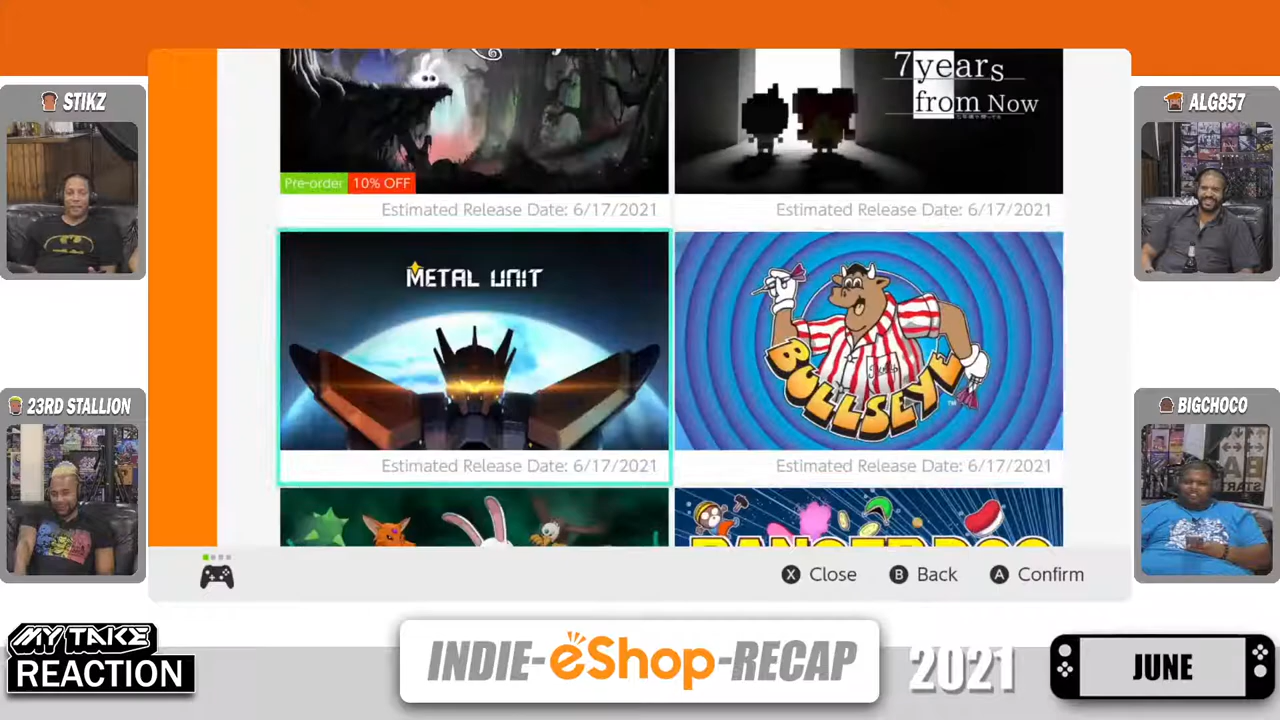 STIKZ
ALG857
7years
from Now
Pre-order 10% OFF
Estimated Release Date: 6/17/2021
Estimated Release Date: 6/17/2021
METAL UNIT
BULLSEYE
TM
Estimated Release Date: 6/17/2021
Estimated Release Date: 6/17/2021
23RD STALLION
BIGCHOCO
X Close
B Back
A Confirm
MY TAKE
REACTION
INDIE-eShop-RECAP
2021
JUNE